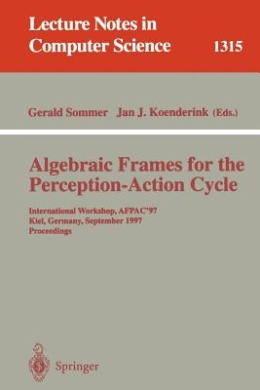 Lecture Notes in
Computer Science 1315
Gerald Sommer Jan J. Koenderink (Eds.)
Algebraic Frames for the
Perception-Action Cycle
International Workshop, AFPAC'97
Kiel, Germany, September 1997
Proceedings
Springer